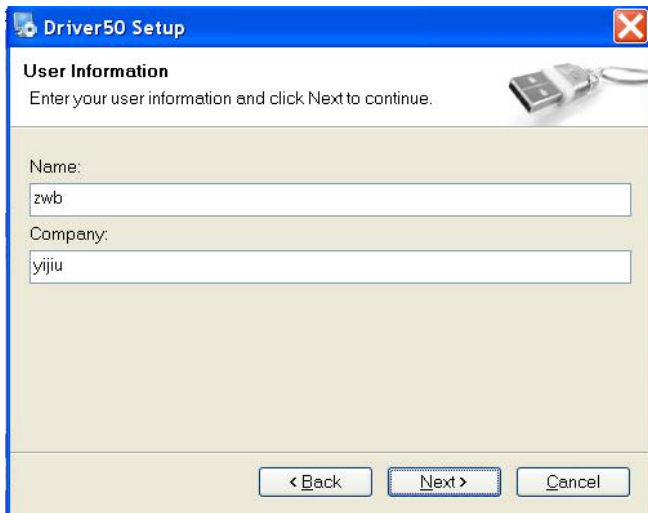 Driver50 Setup
User Information
Enter your user information and click Next to continue.
Name:
zwb
Company:
yijiu
< Back
Next >
Cancel